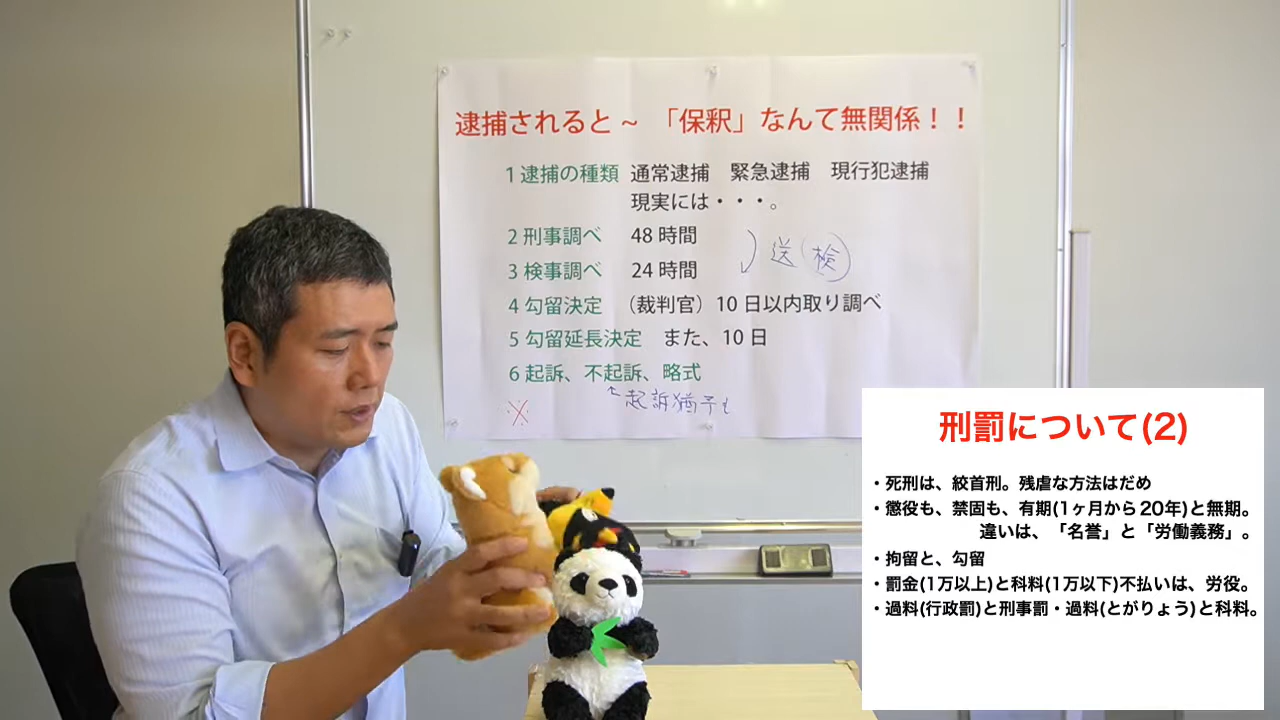 逮捕されると～ 「保釈」なんて無関係！！
1 逮捕の種類 通常逮捕 緊急逮捕 現行犯逮捕
現実には・・・。
2 刑事調べ 48 時間
3 検事調べ 24 時間
送検
4 勾留決定 （裁判官）10 日以内取り調べ
5 勾留延長決定 また、10 日
6 起訴、不起訴、略式
↑起訴猶予も
※
刑罰について(2)
・死刑は、絞首刑。残虐な方法はだめ
・懲役も、禁固も、有期(1ヶ月から20年)と無期。
違いは、「名誉」と「労働義務」。
・拘留と、勾留
・罰金(1万以上)と科料(1万以下)不払いは、労役。
・過料(行政罰)と刑事罰・過料(とがりょう)と科料。